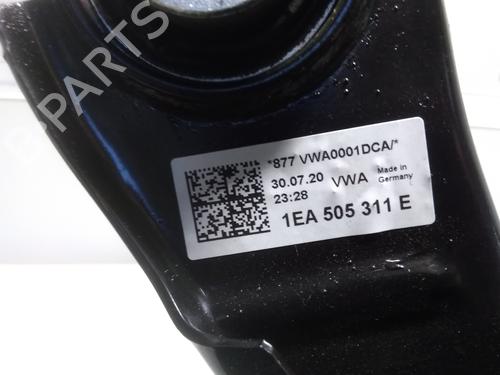 B-PARTS
*877 VWA0001DCA/*
30.07.20 VWA Made in Germany
23:28
1EA 505 311 E